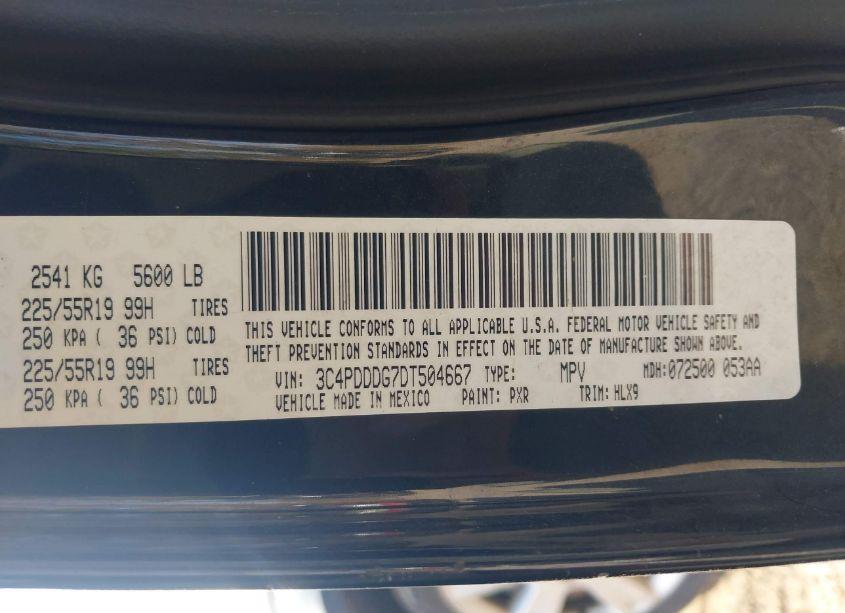 2541 KG 5600 LB
225/55R19 99H TIRES
250 KPA ( 36 PSI) COLD
225/55R19 99H TIRES
250 KPA ( 36 PSI) COLD
THIS VEHICLE CONFORMS TO ALL APPLICABLE U.S.A. FEDERAL MOTOR VEHICLE SAFETY AND
THEFT PREVENTION STANDARDS IN EFFECT ON THE DATE OF MANUFACTURE SHOWN ABOVE.
VIN: 3C4PDDDG7DT504667 TYPE: MPV MDH:072500 053AA
VEHICLE MADE IN MEXICO PAINT: PXR TRIM: HLX9